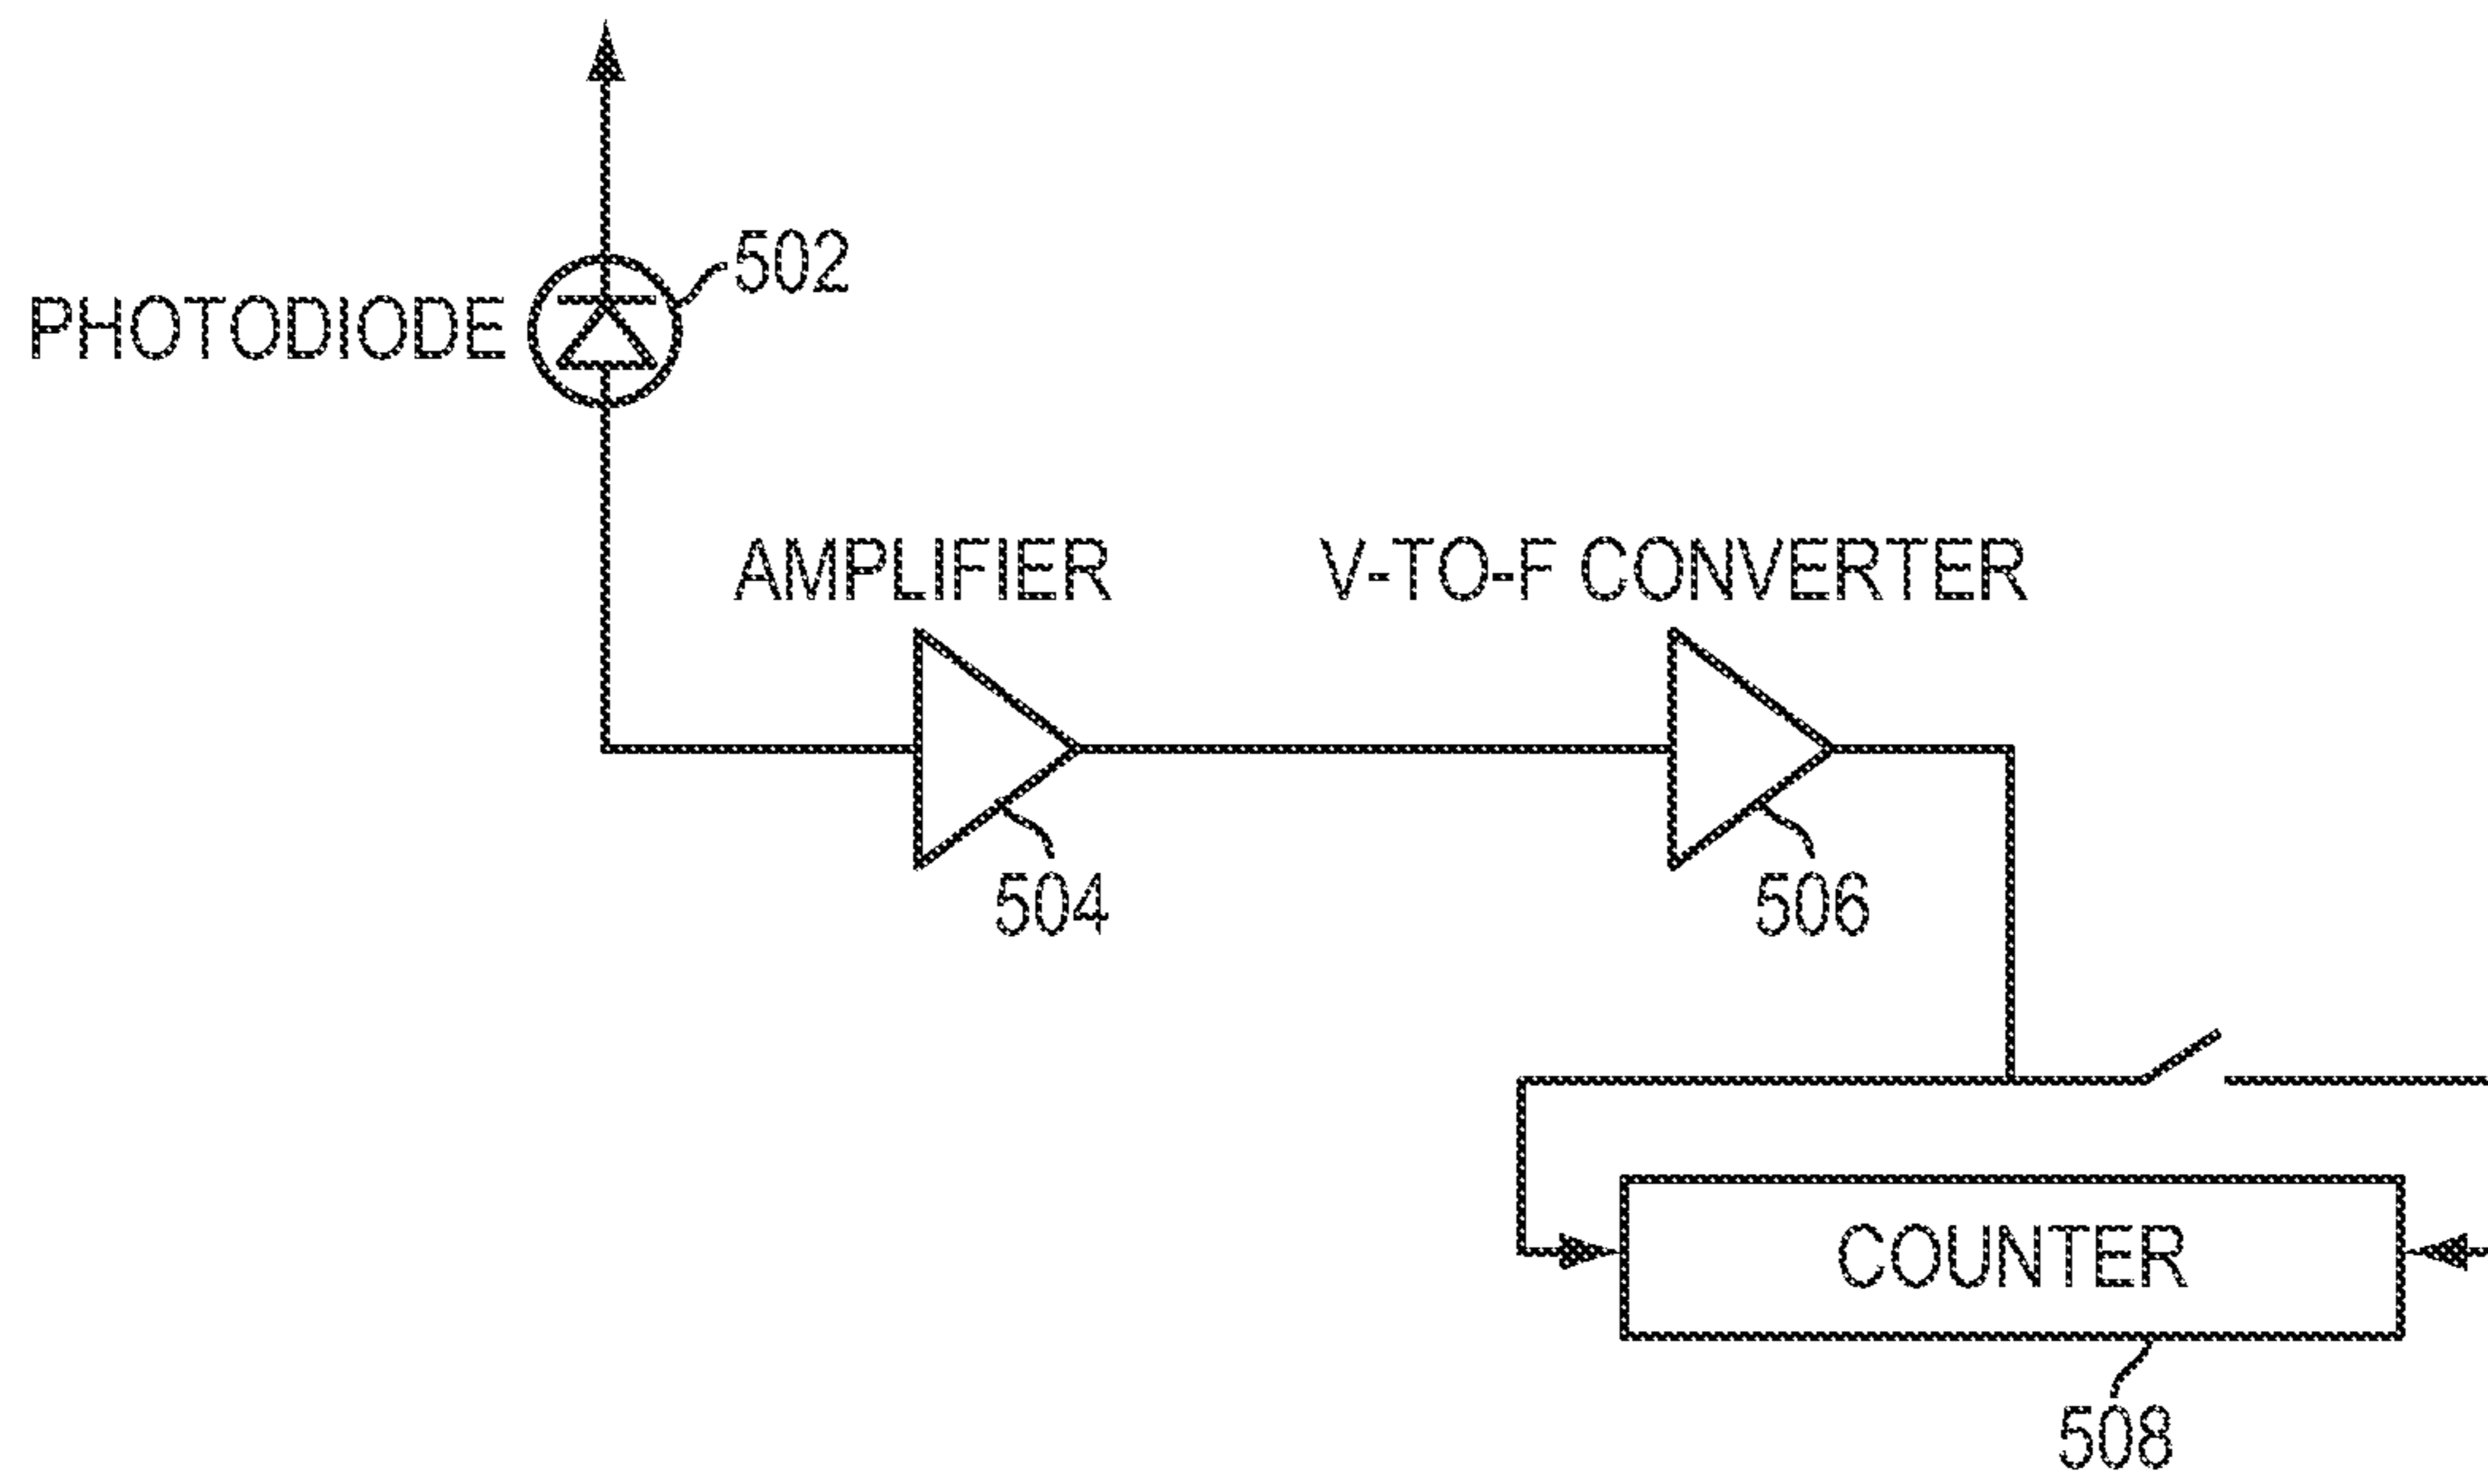 502
PHOTODIODE
AMPLIFIER
V-TO-F CONVERTER
504
506
COUNTER
508